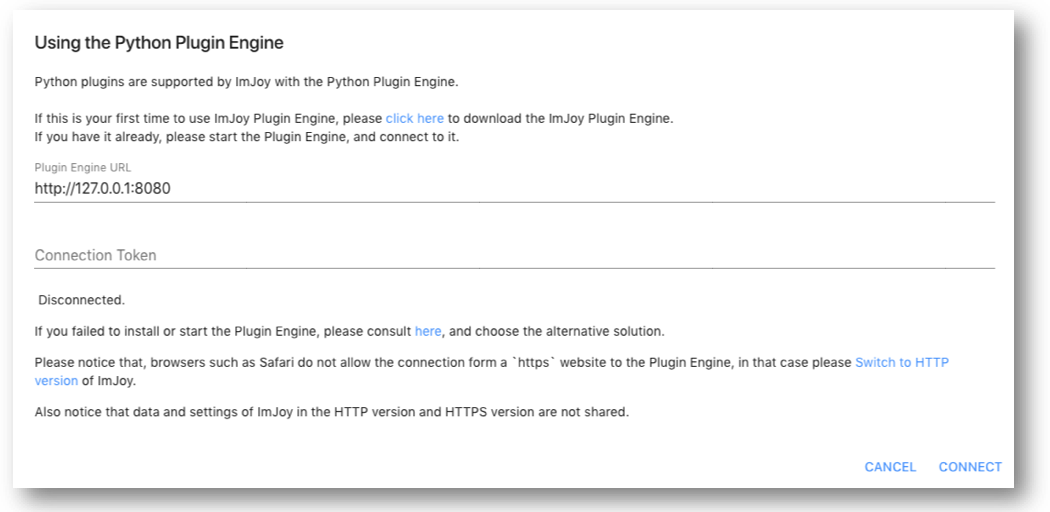 Using the Python Plugin Engine
Python plugins are supported by ImJoy with the Python Plugin Engine.
If this is your first time to use ImJoy Plugin Engine, please click here to download the ImJoy Plugin Engine.
If you have it already, please start the Plugin Engine, and connect to it.
Plugin Engine URL
http://127.0.0.1:8080
Connection Token
Disconnected.
If you failed to install or start the Plugin Engine, please consult here, and choose the alternative solution.
Please notice that, browsers such as Safari do not allow the connection form a `https` website to the Plugin Engine, in that case please Switch to HTTP
version of ImJoy.
Also notice that data and settings of ImJoy in the HTTP version and HTTPS version are not shared.
CANCEL CONNECT